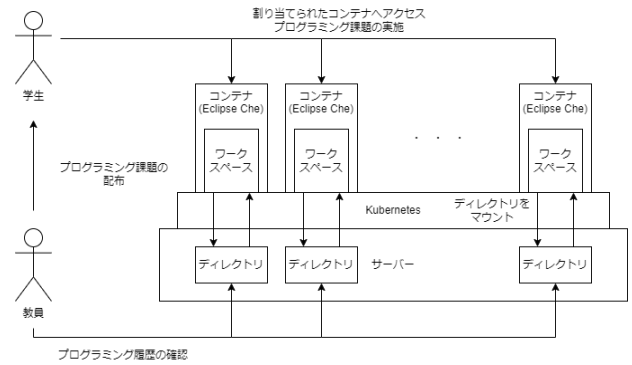 割り当てられたコンテナへアクセス
プログラミング課題の実施
学生
コンテナ
(Eclipse Che)
コンテナ
(Eclipse Che)
コンテナ
(Eclipse Che)
・ ・ ・
ワーク
スペース
ワーク
スペース
ワーク
スペース
プログラミング課題の
配布
Kubernetes
ディレクトリを
マウント
ディレクトリ
ディレクトリ
サーバー
ディレクトリ
教員
プログラミング履歴の確認